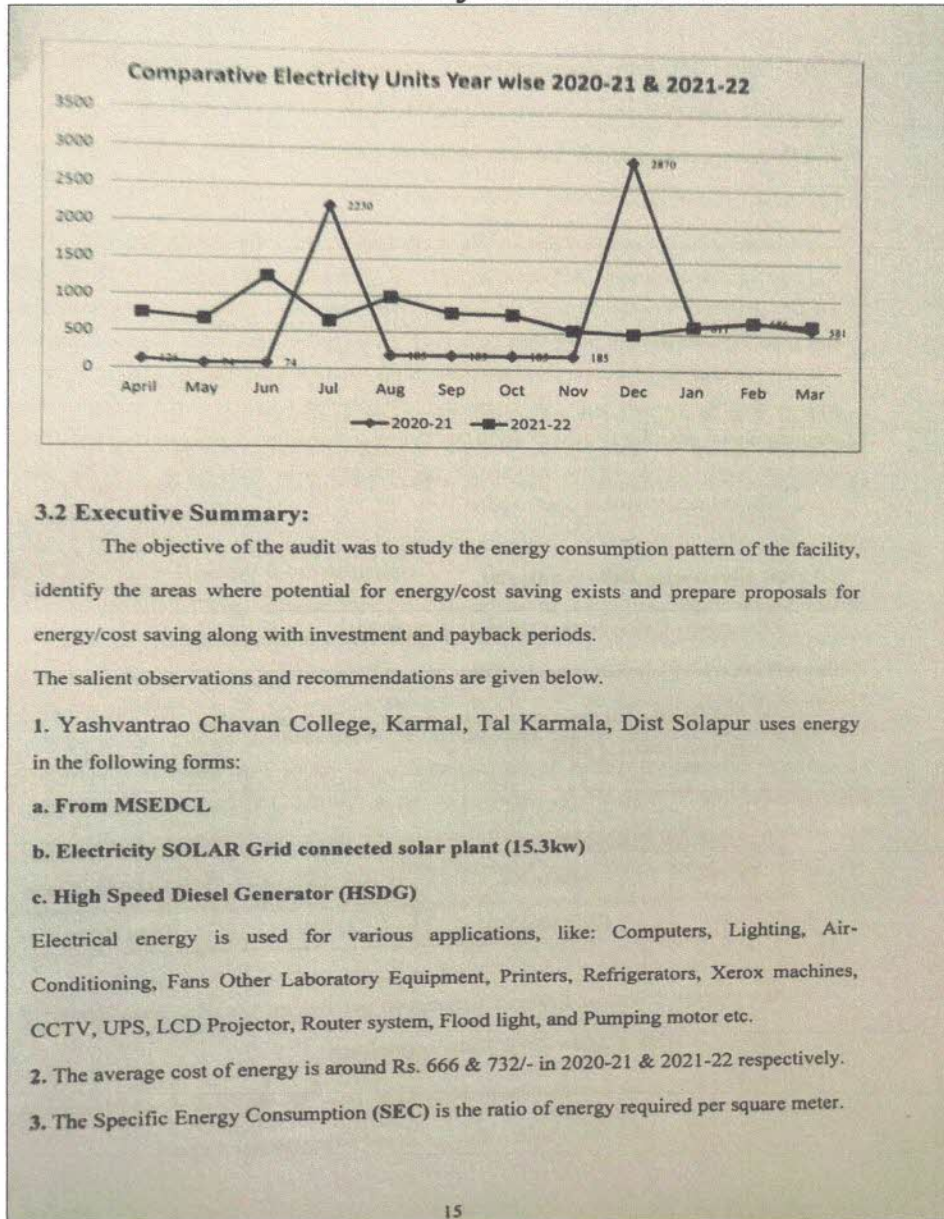 Comparative Electricity Units Year wise 2020-21 & 2021-22
3500
3000
2500
2000
1500
1000
500
0
2230
2870
74
185
581
April May Jun Jul Aug Sep Oct Nov Dec Jan Feb Mar
2020-21 2021-22
3.2 Executive Summary:
The objective of the audit was to study the energy consumption pattern of the facility,
identify the areas where potential for energy/cost saving exists and prepare proposals for
energy/cost saving along with investment and payback periods.
The salient observations and recommendations are given below.
1. Yashvantrao Chavan College, Karmal, Tal Karmala, Dist Solapur uses energy
in the following forms:
a. From MSEDCL
b. Electricity SOLAR Grid connected solar plant (15.3kw)
c. High Speed Diesel Generator (HSDG)
Electrical energy is used for various applications, like: Computers, Lighting, Air-
Conditioning, Fans Other Laboratory Equipment, Printers, Refrigerators, Xerox machines,
CCTV, UPS, LCD Projector, Router system, Flood light, and Pumping motor etc.
2. The average cost of energy is around Rs. 666 & 732/- in 2020-21 & 2021-22 respectively.
3. The Specific Energy Consumption (SEC) is the ratio of energy required per square meter.
15